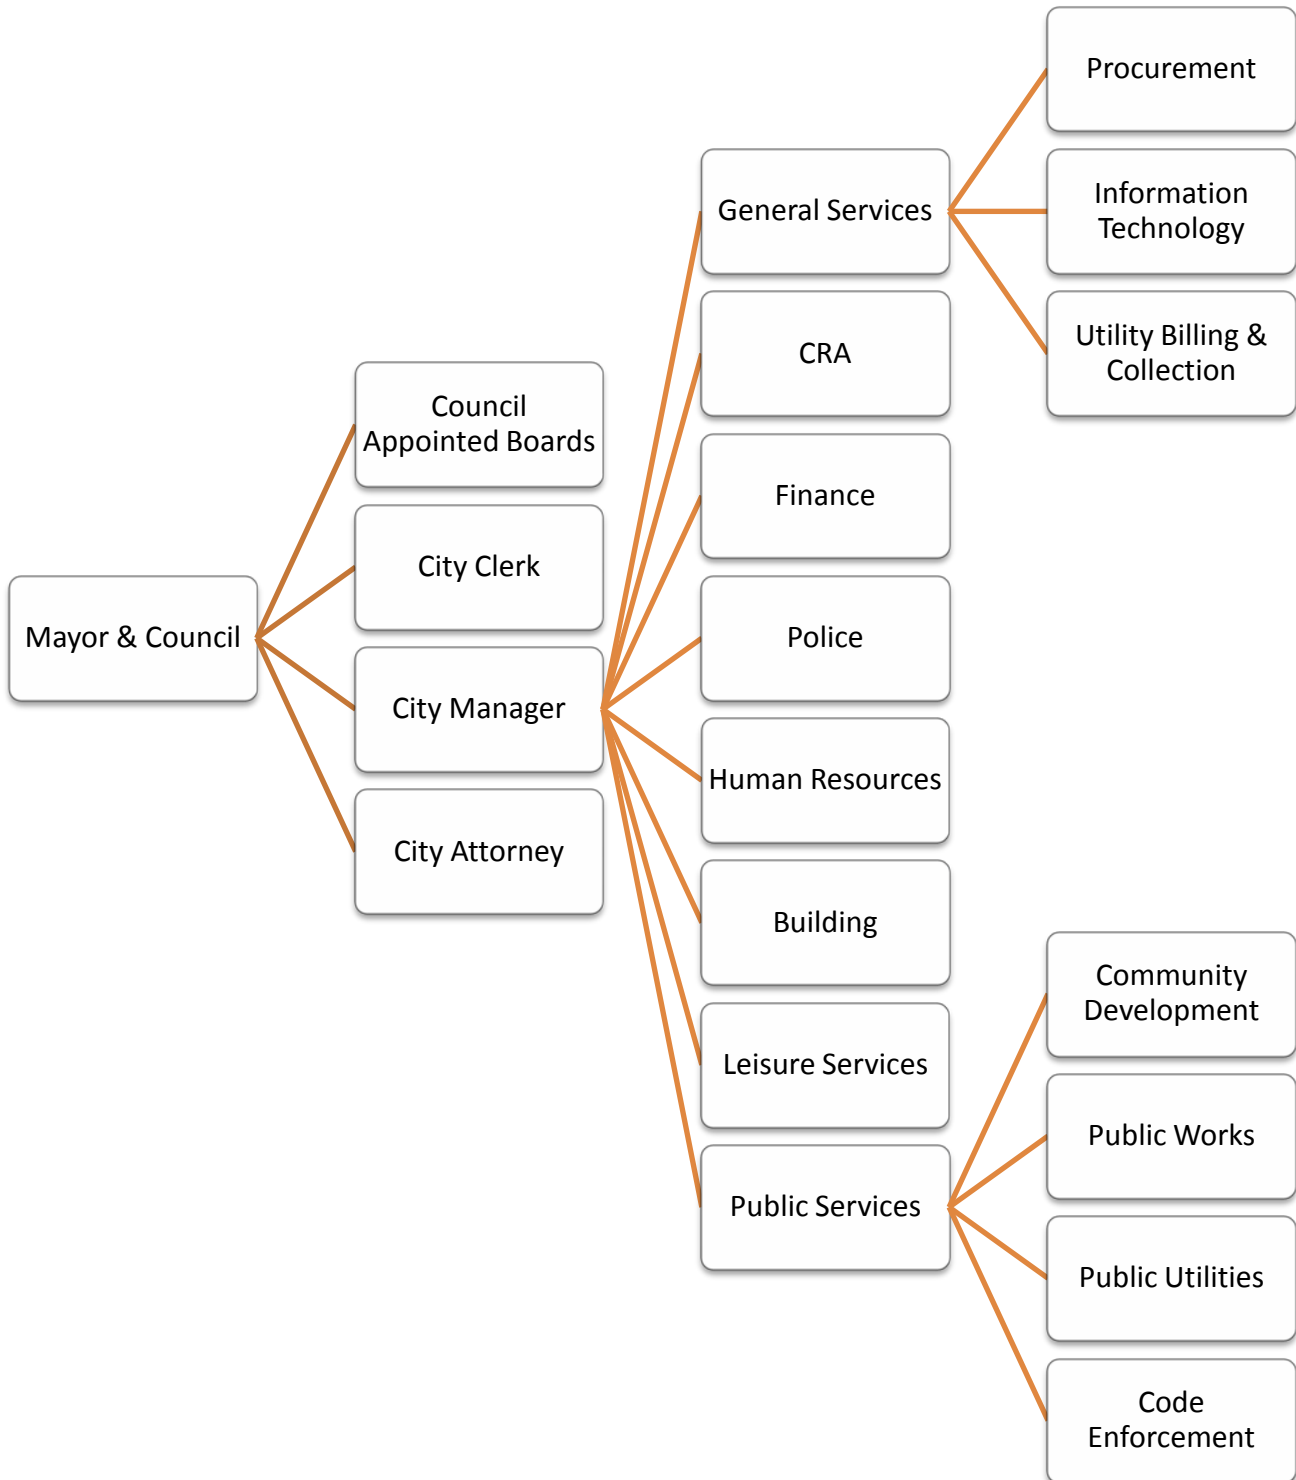 Mayor & Council
Council
Appointed Boards
City Clerk
City Manager
City Attorney
General Services
CRA
Finance
Police
Human Resources
Building
Leisure Services
Public Services
Procurement
Information
Technology
Utility Billing &
Collection
Community
Development
Public Works
Public Utilities
Code
Enforcement